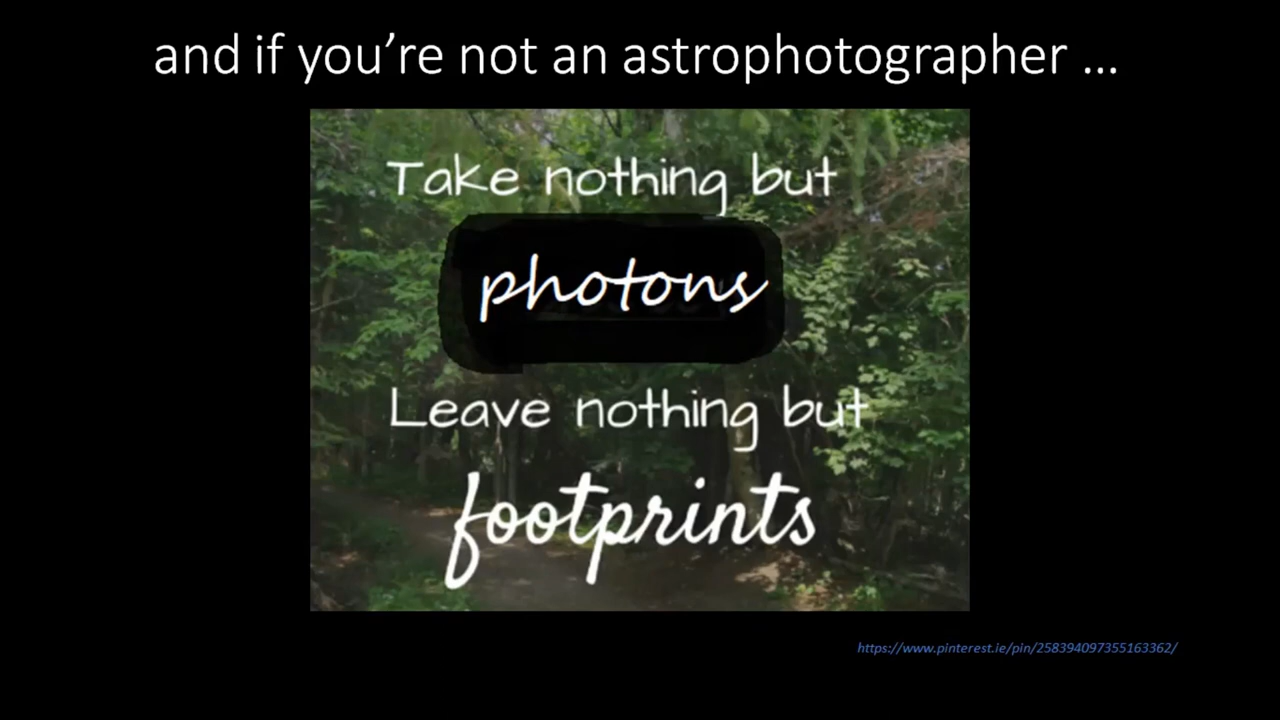 and if you’re not an astrophotographer ...
Take nothing but
photons
Leave nothing but
footprints
https://www.pinterest.ie/pin/258394097355163362/